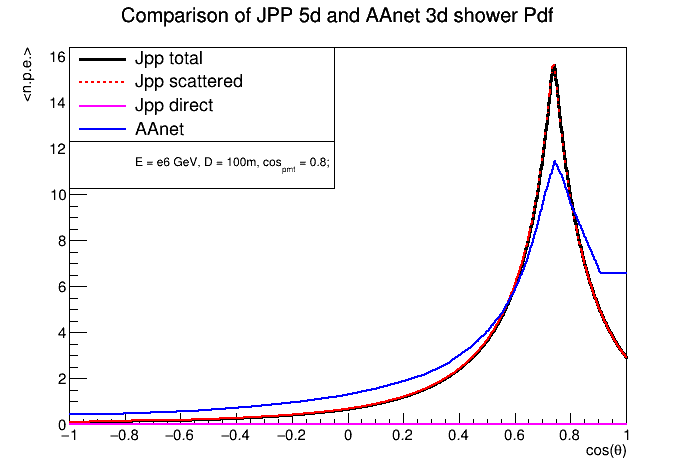 Comparison of JPP 5d and AAnet 3d shower Pdf
<n.p.e.>
16
14
12
10
8
6
4
2
0
Jpp total
Jpp scattered
Jpp direct
AAnet
E = e6 GeV, D = 100m, cos_pmt = 0.8;
−1 −0.8 −0.6 −0.4 −0.2 0 0.2 0.4 0.6 0.8 1
cos(θ)